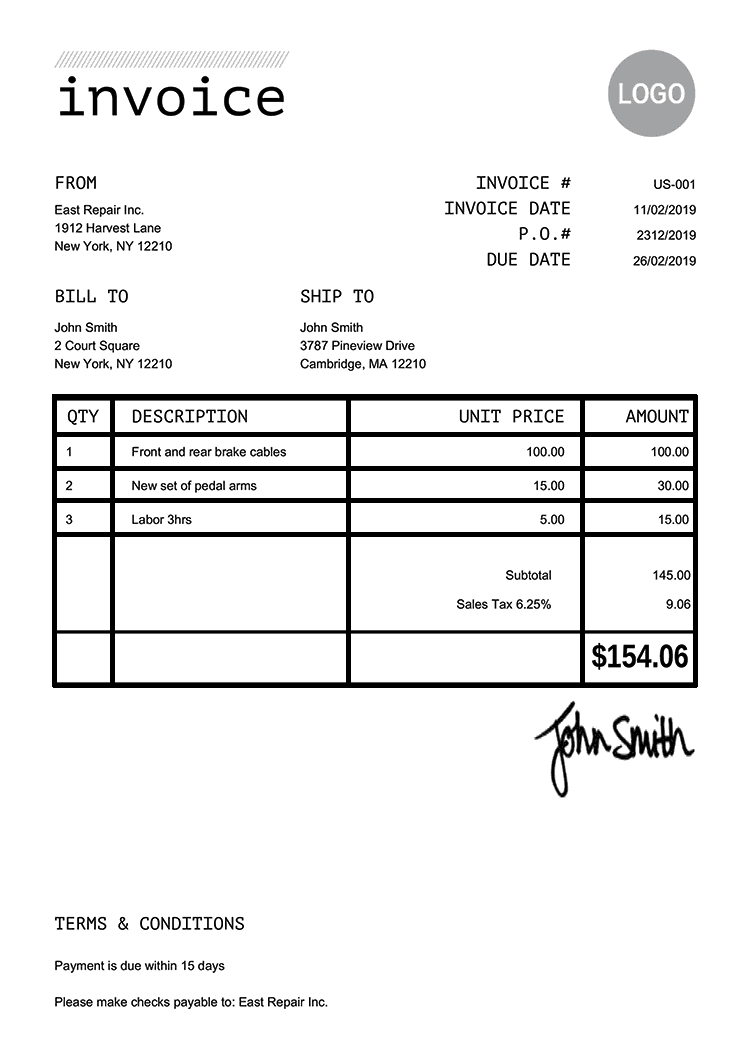 invoice
LOGO
FROM
East Repair Inc.
1912 Harvest Lane
New York, NY 12210
INVOICE # US-001
INVOICE DATE 11/02/2019
P.O.# 2312/2019
DUE DATE 26/02/2019
BILL TO
John Smith
2 Court Square
New York, NY 12210
SHIP TO
John Smith
3787 Pineview Drive
Cambridge, MA 12210
QTY DESCRIPTION UNIT PRICE AMOUNT
1 Front and rear brake cables 100.00 100.00
2 New set of pedal arms 15.00 30.00
3 Labor 3hrs 5.00 15.00
Subtotal 145.00
Sales Tax 6.25% 9.06
$154.06
John Smith
TERMS & CONDITIONS
Payment is due within 15 days
Please make checks payable to: East Repair Inc.